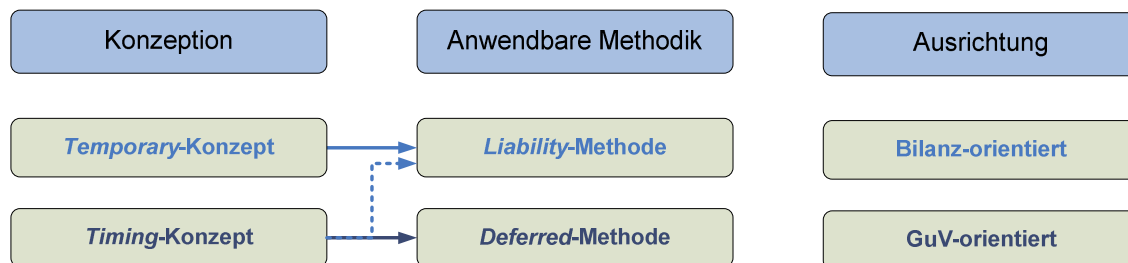 Konzeption
Anwendbare Methodik
Ausrichtung
Temporary-Konzept
Liability-Methode
Bilanz-orientiert
Timing-Konzept
Deferred-Methode
GuV-orientiert